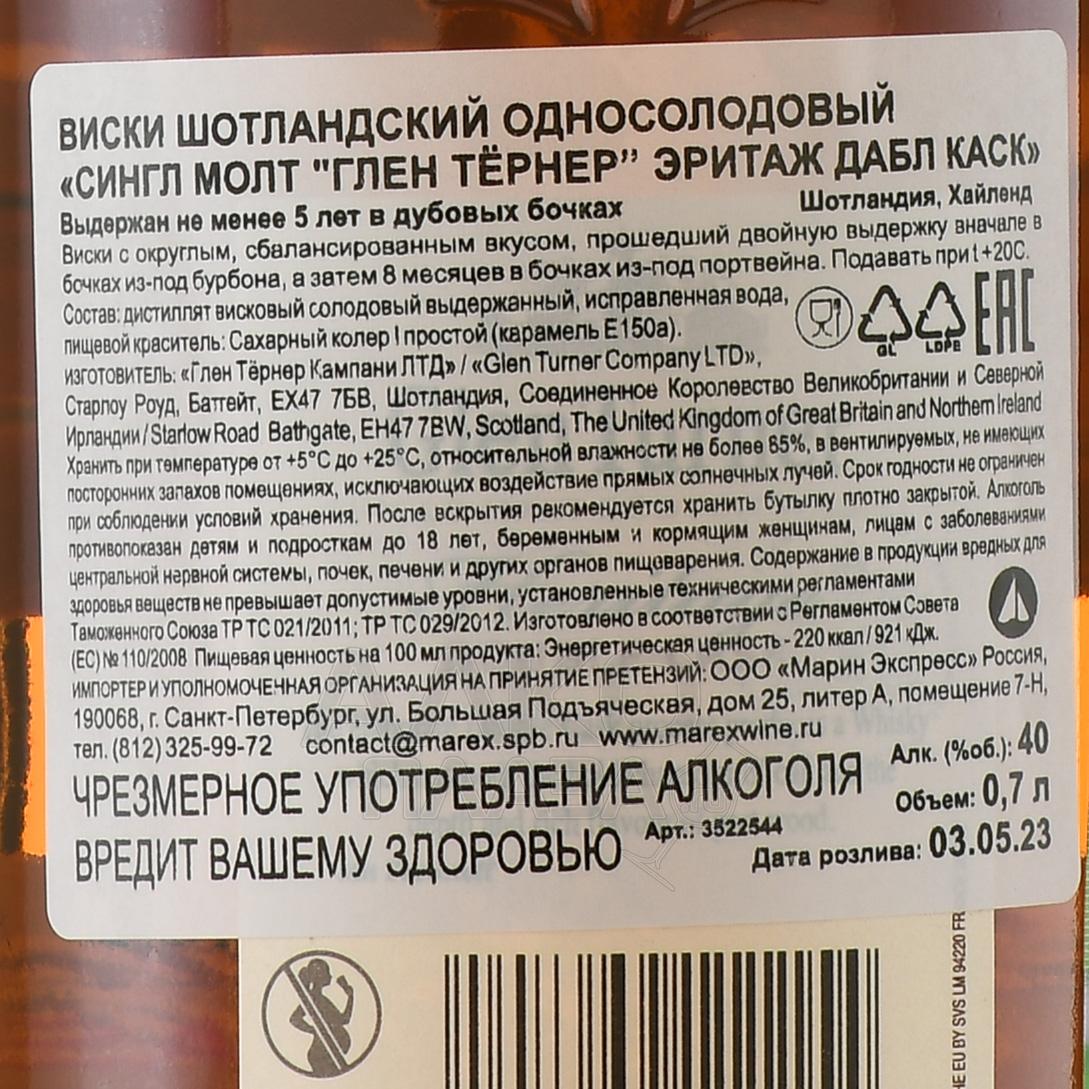 ВИСКИ ШОТЛАНДСКИЙ ОДНОСОЛОДОВЫЙ
«СИНГЛ МОЛТ "ГЛЕН ТЁРНЕР” ЭРИТАЖ ДАБЛ КАСК»
Выдержан не менее 5 лет в дубовых бочках Шотландия, Хайленд
Виски с округлым, сбалансированным вкусом, прошедший двойную выдержку вначале в
бочках из-под бурбона, а затем 8 месяцев в бочках из-под портвейна. Подавать при t +20С.
Состав: дистиллят висковый солодовый выдержанный, исправленная вода,
пищевой краситель: Сахарный колер I простой (карамель Е150а).
GL LDPE EAC
ИЗГОТОВИТЕЛЬ: «Глен Тёрнер Кампани ЛТД» / «Glen Turner Company LTD»,
Старлоу Роуд, Батгейт, ЕХ47 7БВ, Шотландия, Соединенное Королевство Великобритании и Северной
Ирландии / Starlow Road Bathgate, EH47 7BW, Scotland, The United Kingdom of Great Britain and Northern Ireland
Хранить при температуре от +5°С до +25°С, относительной влажности не более 85%, в вентилируемых, не имеющих
посторонних запахов помещениях, исключающих воздействие прямых солнечных лучей. Срок годности не ограничен
при соблюдении условий хранения. После вскрытия рекомендуется хранить бутылку плотно закрытой. Алкоголь
противопоказан детям и подросткам до 18 лет, беременным и кормящим женщинам, лицам с заболеваниями
центральной нервной системы, почек, печени и других органов пищеварения. Содержание в продукции вредных для
здоровья веществ не превышает допустимые уровни, установленные техническими регламентами
Таможенного Союза ТР ТС 021/2011; ТР ТС 029/2012. Изготовлено в соответствии с Регламентом Совета
(ЕС) № 110/2008 Пищевая ценность на 100 мл продукта: Энергетическая ценность - 220 ккал / 921 кДж.
ИМПОРТЕР И УПОЛНОМОЧЕННАЯ ОРГАНИЗАЦИЯ НА ПРИНЯТИЕ ПРЕТЕНЗИЙ: ООО «Марин Экспресс» Россия,
190068, г. Санкт-Петербург, ул. Большая Подъяческая, дом 25, литер А, помещение 7-Н,
тел. (812) 325-99-72 contact@marex.spb.ru www.marexwine.ru
Алк. (%об.): 40
ЧРЕЗМЕРНОЕ УПОТРЕБЛЕНИЕ АЛКОГОЛЯ
Объем: 0,7 л
ВРЕДИТ ВАШЕМУ ЗДОРОВЬЮ
Арт.: 3522544
Дата розлива: 03.05.23
HE EU BY SVS LM 94220 FR